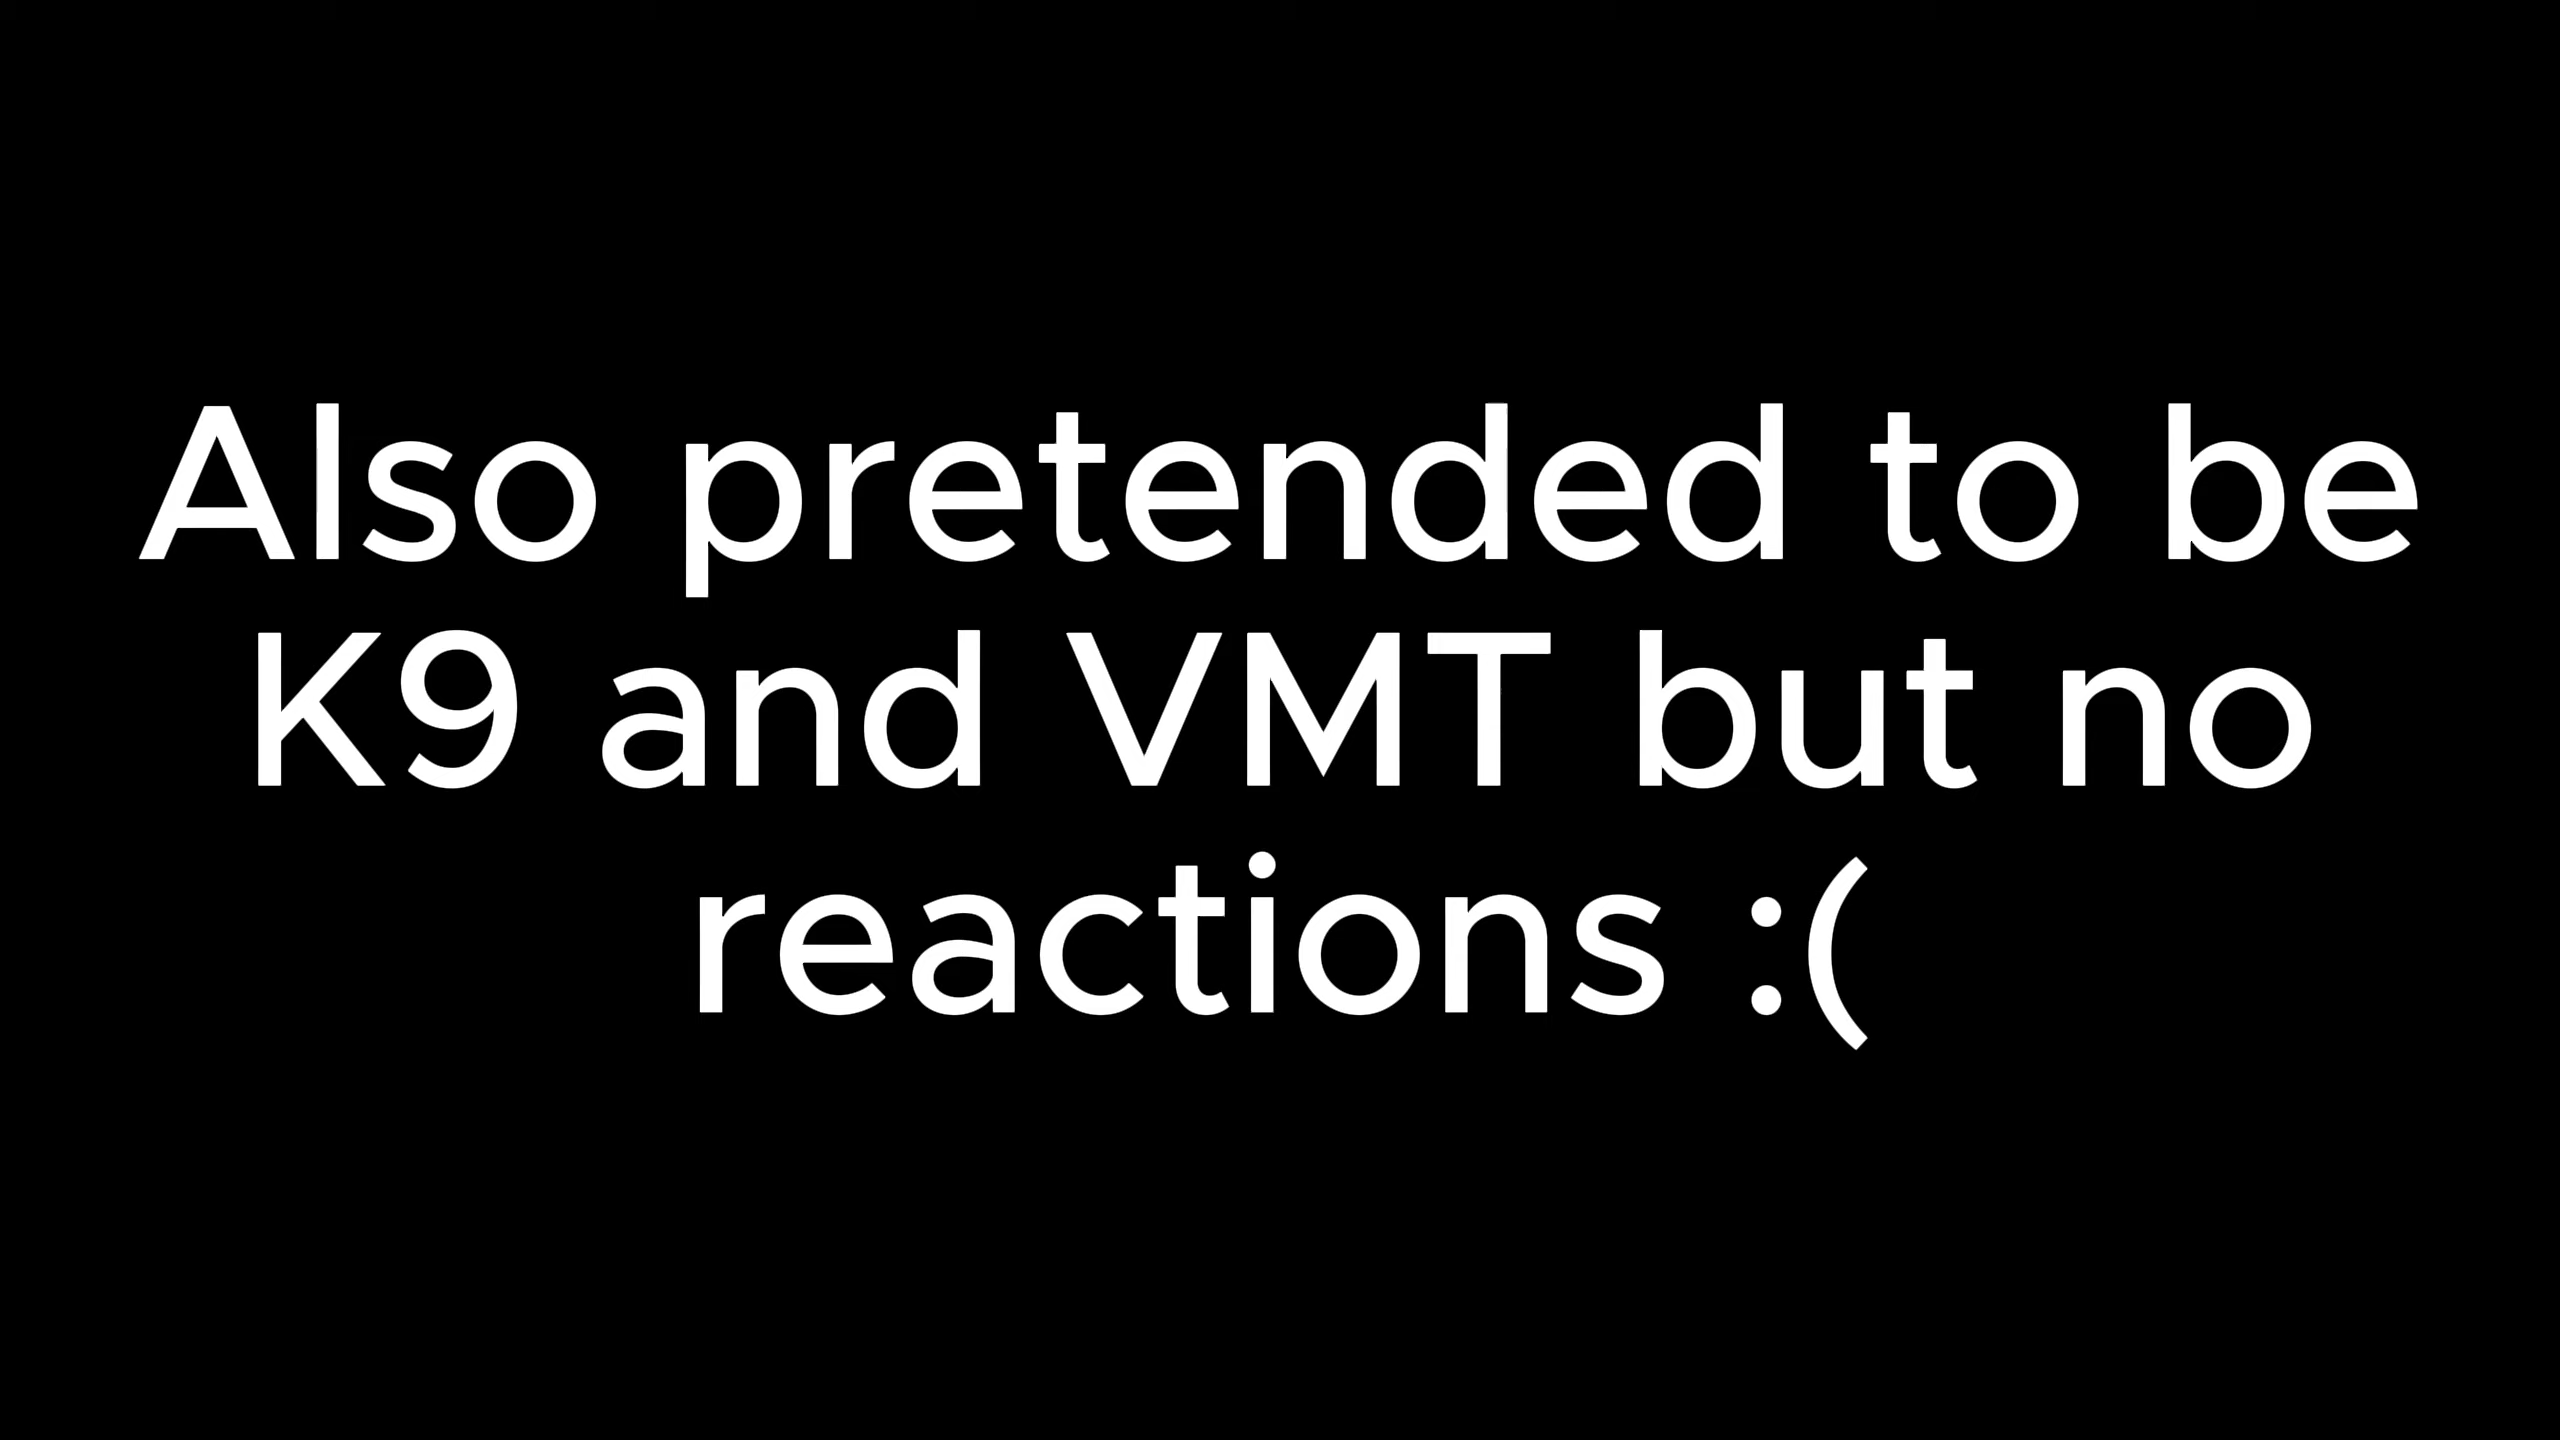 Also pretended to be
K9 and VMT but no
reactions :(